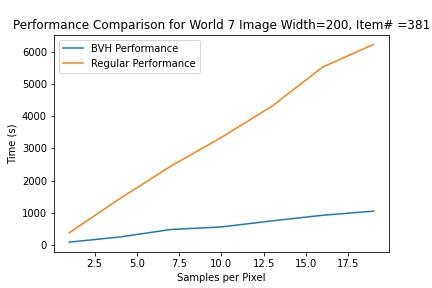 Performance Comparison for World 7 Image Width=200, Item# =381
BVH Performance
Regular Performance
Time (s)
6000
5000
4000
3000
2000
1000
0
2.5 5.0 7.5 10.0 12.5 15.0 17.5
Samples per Pixel